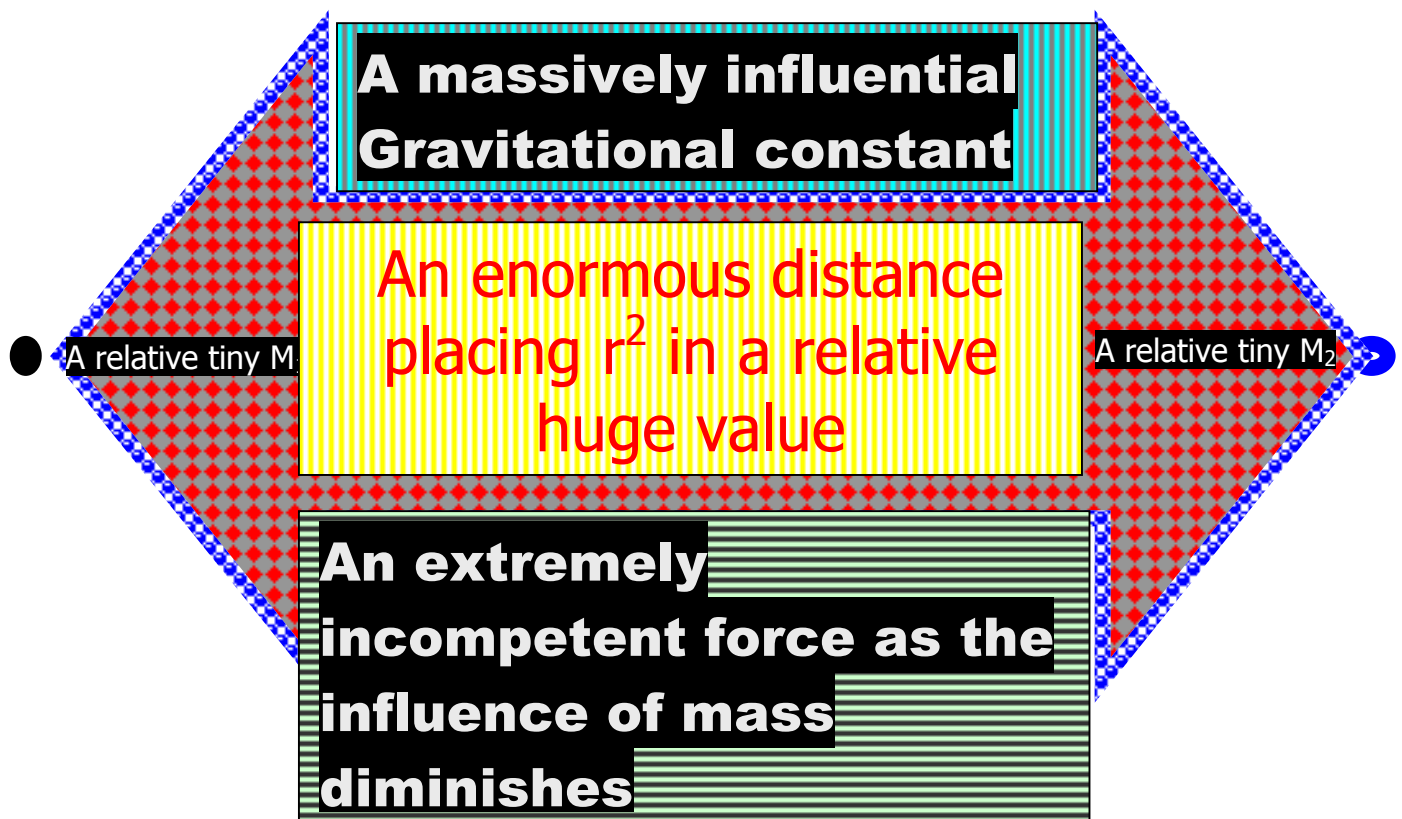 A massively influential
Gravitational constant
An enormous distance
placing r² in a relative
huge value
A relative tiny M
A relative tiny M₂
An extremely
incompetent force as the
influence of mass
diminishes